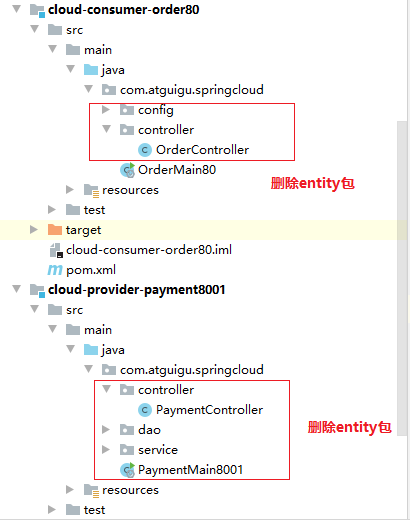 cloud-consumer-order80
src
main
java
com.atguigu.springcloud
config
controller
OrderController
OrderMain80
resources
删除entity包
test
target
cloud-consumer-order80.iml
pom.xml
cloud-provider-payment8001
src
main
java
com.atguigu.springcloud
controller
PaymentController
dao
删除entity包
service
PaymentMain8001
resources
test